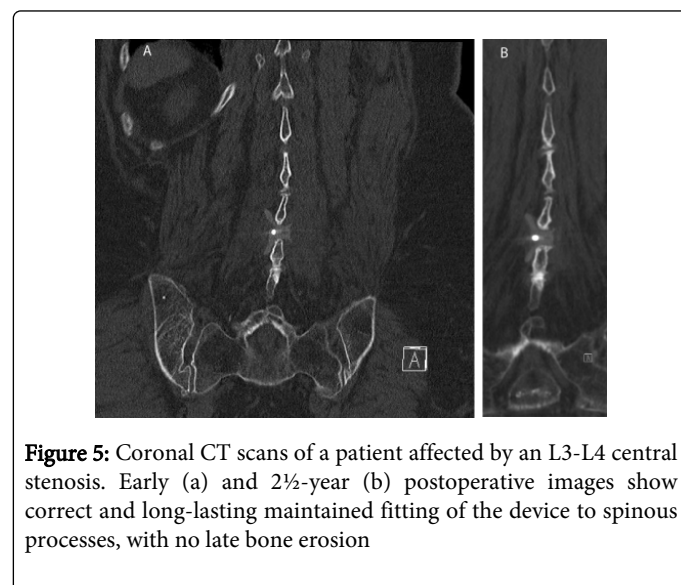 A
B
A
Figure 5: Coronal CT scans of a patient affected by an L3-L4 central
stenosis. Early (a) and 2½-year (b) postoperative images show
correct and long-lasting maintained fitting of the device to spinous
processes, with no late bone erosion